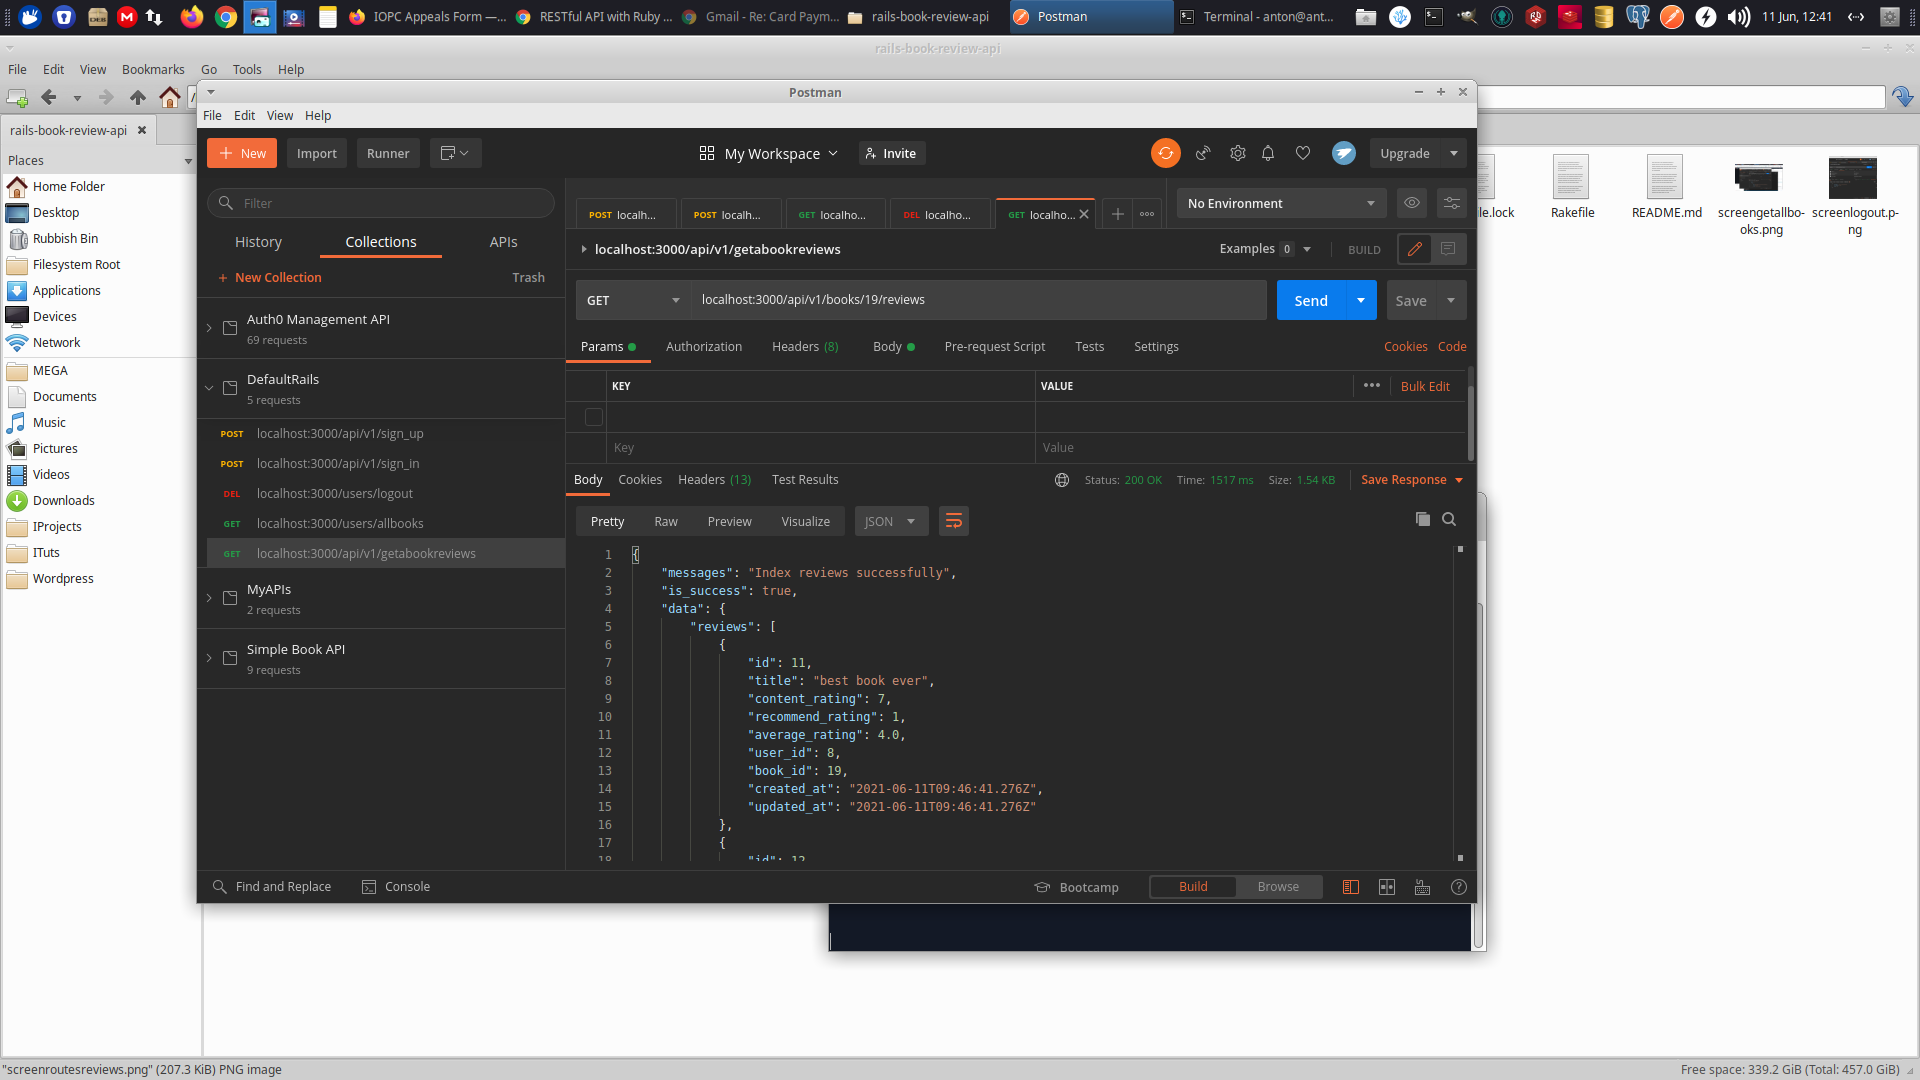 IOPC Appeals Form —...
RESTful API with Ruby ...
Gmail - Re: Card Paym...
rails-book-review-api
Postman
Terminal - anton@ant...
11 Jun, 12:41
rails-book-review-api
File Edit View Bookmarks Go Tools Help
rails-book-review-api
Places
Home Folder
Desktop
Rubbish Bin
Filesystem Root
Applications
Devices
Network
MEGA
Documents
Music
Pictures
Videos
Downloads
IProjects
ITuts
Wordpress
Postman
File Edit View Help
New Import Runner
My Workspace
Invite
Upgrade
Filter
History Collections APIs
+ New Collection Trash
Auth0 Management API
69 requests
DefaultRails
5 requests
POST localhost:3000/api/v1/sign_up
POST localhost:3000/api/v1/sign_in
DEL localhost:3000/users/logout
GET localhost:3000/users/allbooks
GET localhost:3000/api/v1/getabookreviews
MyAPIs
2 requests
Simple Book API
9 requests
POST localh...
POST localh...
GET localho...
DEL localho...
GET localho...
No Environment
localhost:3000/api/v1/getabookreviews
Examples 0
BUILD
GET localhost:3000/api/v1/books/19/reviews
Send Save
Params Authorization Headers (8) Body Pre-request Script Tests Settings Cookies Code
KEY VALUE Bulk Edit
Key Value
Body Cookies Headers (13) Test Results
Status: 200 OK Time: 1517 ms Size: 1.54 KB Save Response
Pretty Raw Preview Visualize JSON
1 {
2 "messages": "Index reviews successfully",
3 "is_success": true,
4 "data": {
5 "reviews": [
6 {
7 "id": 11,
8 "title": "best book ever",
9 "content_rating": 7,
10 "recommend_rating": 1,
11 "average_rating": 4.0,
12 "user_id": 8,
13 "book_id": 19,
14 "created_at": "2021-06-11T09:46:41.276Z",
15 "updated_at": "2021-06-11T09:46:41.276Z"
16 },
17 {
18 "id": 12
Find and Replace Console
Bootcamp Build Browse
le.lock
Rakefile
README.md
screengetallbo-
oks.png
screenlogout.p-
ng
"screenroutesreviews.png" (207.3 KiB) PNG image
Free space: 339.2 GiB (Total: 457.0 GiB)